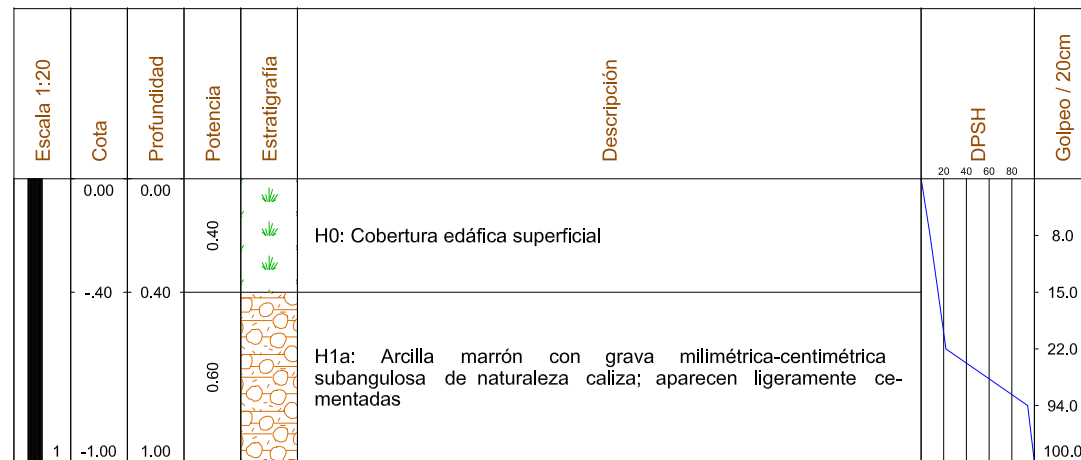 Escala 1:20
Cota
Profundidad
Potencia
Estratigrafía
Descripción
DPSH
Golpeo / 20cm
20 40 60 80
0.00 0.00
0.40
H0: Cobertura edáfica superficial
8.0
-.40 0.40
15.0
22.0
0.60
H1a: Arcilla marrón con grava milimétrica-centimétrica
subangulosa de naturaleza caliza; aparecen ligeramente ce-
mentadas
94.0
1 -1.00 1.00
100.0